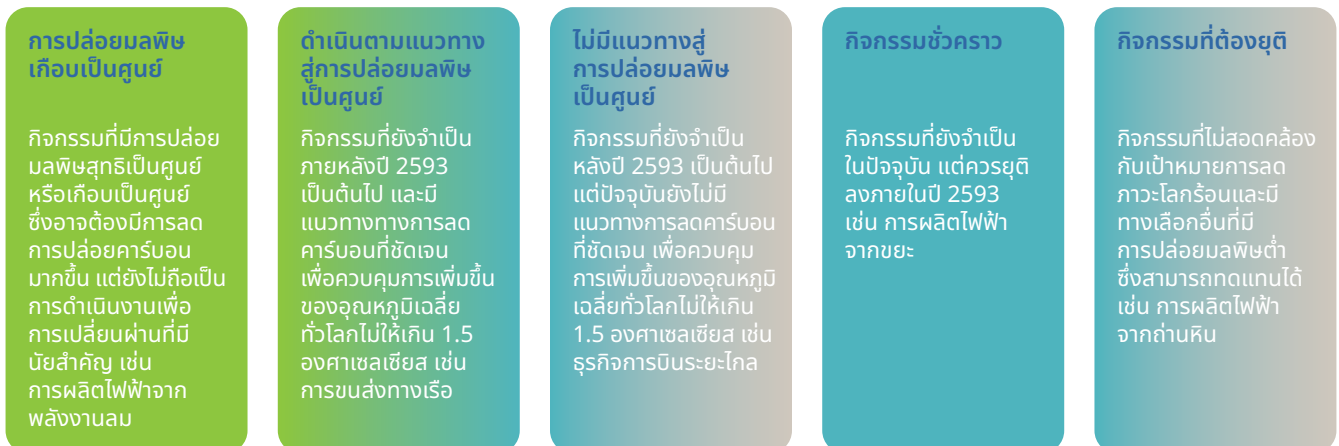 การปล่อยมลพิษ
เกือบเป็นศูนย์
กิจกรรมที่มีการปล่อย
มลพิษสุทธิเป็นศูนย์
หรือเกือบเป็นศูนย์
ซึ่งอาจต้องมีการลด
การปล่อยคาร์บอน
มากขึ้น แต่ยังไม่ถือเป็น
การดำเนินงานเพื่อ
การเปลี่ยนผ่านที่มี
นัยสำคัญ เช่น
การผลิตไฟฟ้าจาก
พลังงานลม
ดำเนินตามแนวทาง
สู่การปล่อยมลพิษ
เป็นศูนย์
กิจกรรมที่ยังจำเป็น
ภายหลังปี 2593
เป็นต้นไป และมี
แนวทางทางการลด
คาร์บอนที่ชัดเจน
เพื่อควบคุมการเพิ่มขึ้น
ของอุณหภูมิเฉลี่ย
ทั่วโลกไม่ให้เกิน 1.5
องศาเซลเซียส เช่น
การขนส่งทางเรือ
ไม่มีแนวทางสู่
การปล่อยมลพิษ
เป็นศูนย์
กิจกรรมที่ยังจำเป็น
หลังปี 2593 เป็นต้นไป
แต่ปัจจุบันยังไม่มี
แนวทางการลดคาร์บอน
ที่ชัดเจน เพื่อควบคุม
การเพิ่มขึ้นของอุณหภูมิ
เฉลี่ยทั่วโลกไม่ให้เกิน
1.5 องศาเซลเซียส เช่น
ธุรกิจการบินระยะไกล
กิจกรรมชั่วคราว
กิจกรรมที่ยังจำเป็น
ในปัจจุบัน แต่ควรยุติ
ลงภายในปี 2593
เช่น การผลิตไฟฟ้า
จากขยะ
กิจกรรมที่ต้องยุติ
กิจกรรมที่ไม่สอดคล้อง
กับเป้าหมายการลด
ภาวะโลกร้อนและมี
ทางเลือกอื่นที่มี
การปล่อยมลพิษต่ำ
ซึ่งสามารถทดแทนได้
เช่น การผลิตไฟฟ้า
จากถ่านหิน